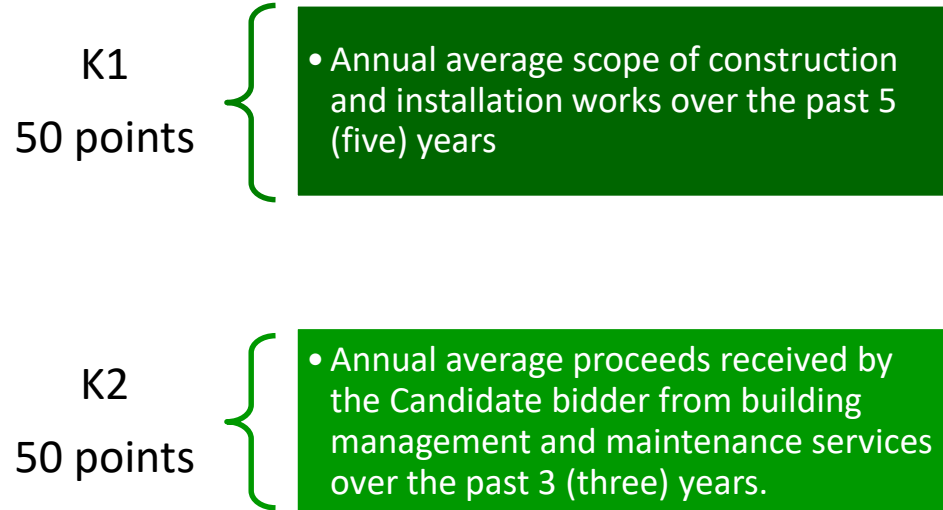 K1
50 points
• Annual average scope of construction
and installation works over the past 5
(five) years
K2
50 points
• Annual average proceeds received by
the Candidate bidder from building
management and maintenance services
over the past 3 (three) years.